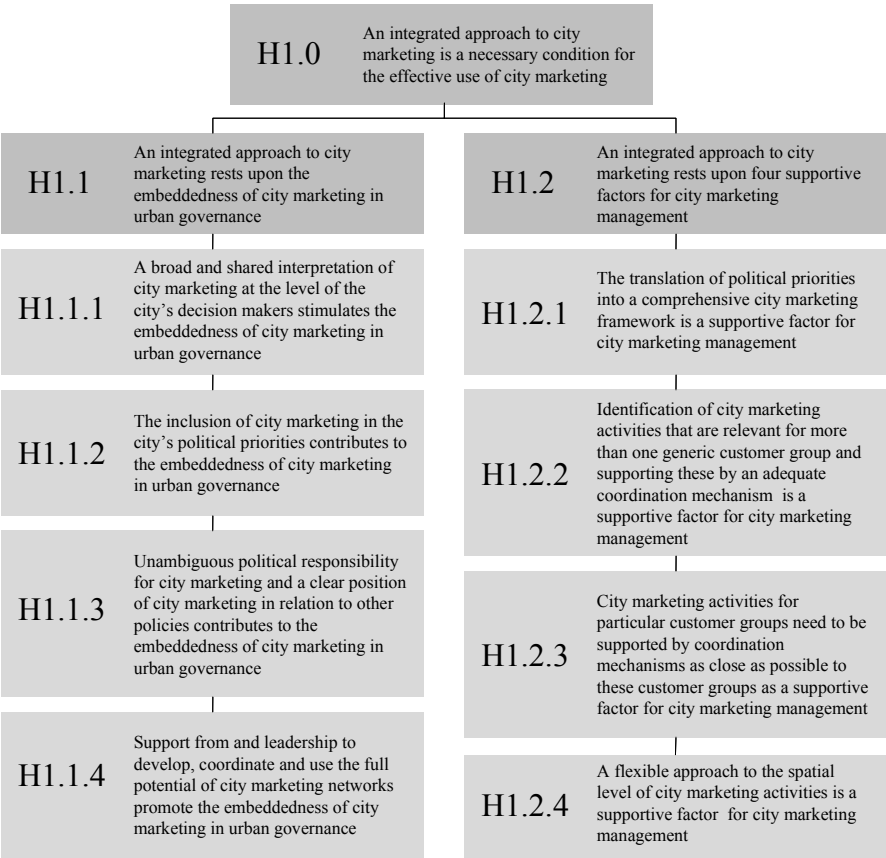 H1.0
An integrated approach to city
marketing is a necessary condition for
the effective use of city marketing
H1.1
An integrated approach to city
marketing rests upon the
embeddedness of city marketing in
urban governance
H1.1.1
A broad and shared interpretation of
city marketing at the level of the
city's decision makers stimulates the
embeddedness of city marketing in
urban governance
H1.1.2
The inclusion of city marketing in the
city's political priorities contributes to
the embeddedness of city marketing
in urban governance
H1.1.3
Unambiguous political responsibility
for city marketing and a clear position
of city marketing in relation to other
policies contributes to the
embeddedness of city marketing in
urban governance
H1.1.4
Support from and leadership to
develop, coordinate and use the full
potential of city marketing networks
promote the embeddedness of city
marketing in urban governance
H1.2
An integrated approach to city
marketing rests upon four supportive
factors for city marketing
management
H1.2.1
The translation of political priorities
into a comprehensive city marketing
framework is a supportive factor for
city marketing management
H1.2.2
Identification of city marketing
activities that are relevant for more
than one generic customer group and
supporting these by an adequate
coordination mechanism is a
supportive factor for city marketing
management
H1.2.3
City marketing activities for
particular customer groups need to be
supported by coordination
mechanisms as close as possible to
these customer groups as a supportive
factor for city marketing management
H1.2.4
A flexible approach to the spatial
level of city marketing activities is a
supportive factor for city marketing
management